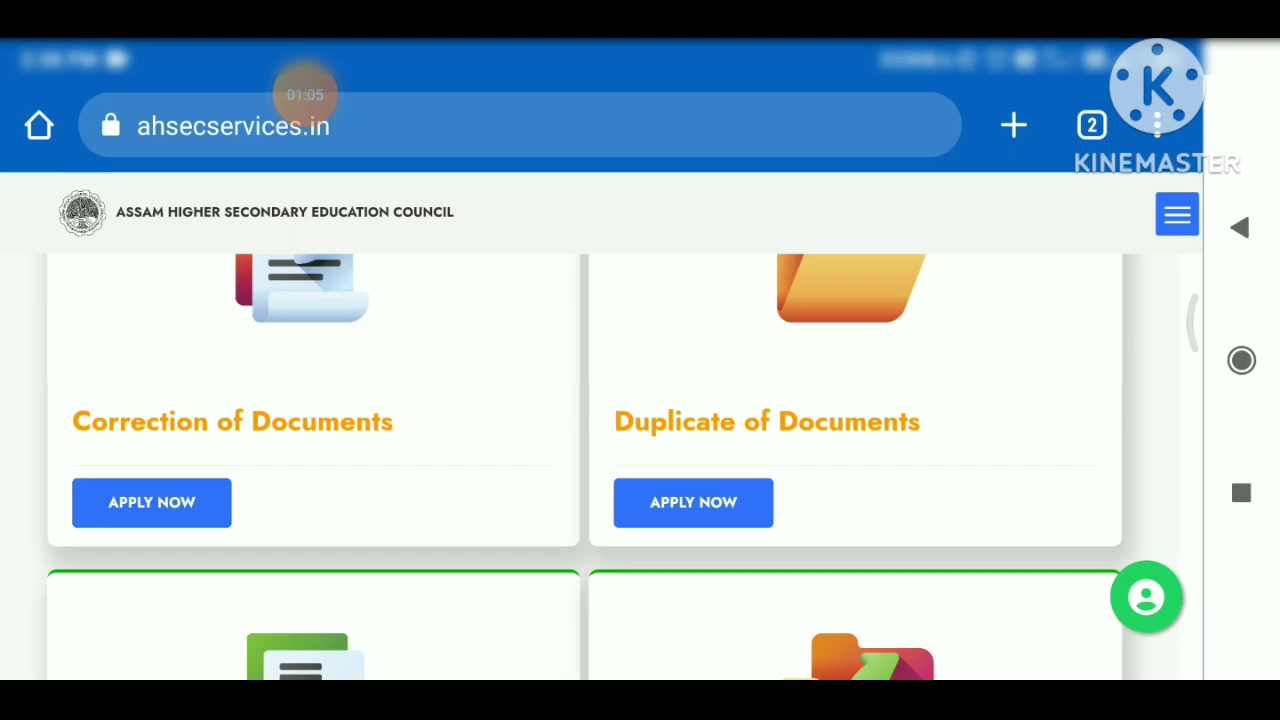 01:05
ahsecservices.in
2
KINEMASTER
ASSAM HIGHER SECONDARY EDUCATION COUNCIL
Correction of Documents
Duplicate of Documents
APPLY NOW
APPLY NOW